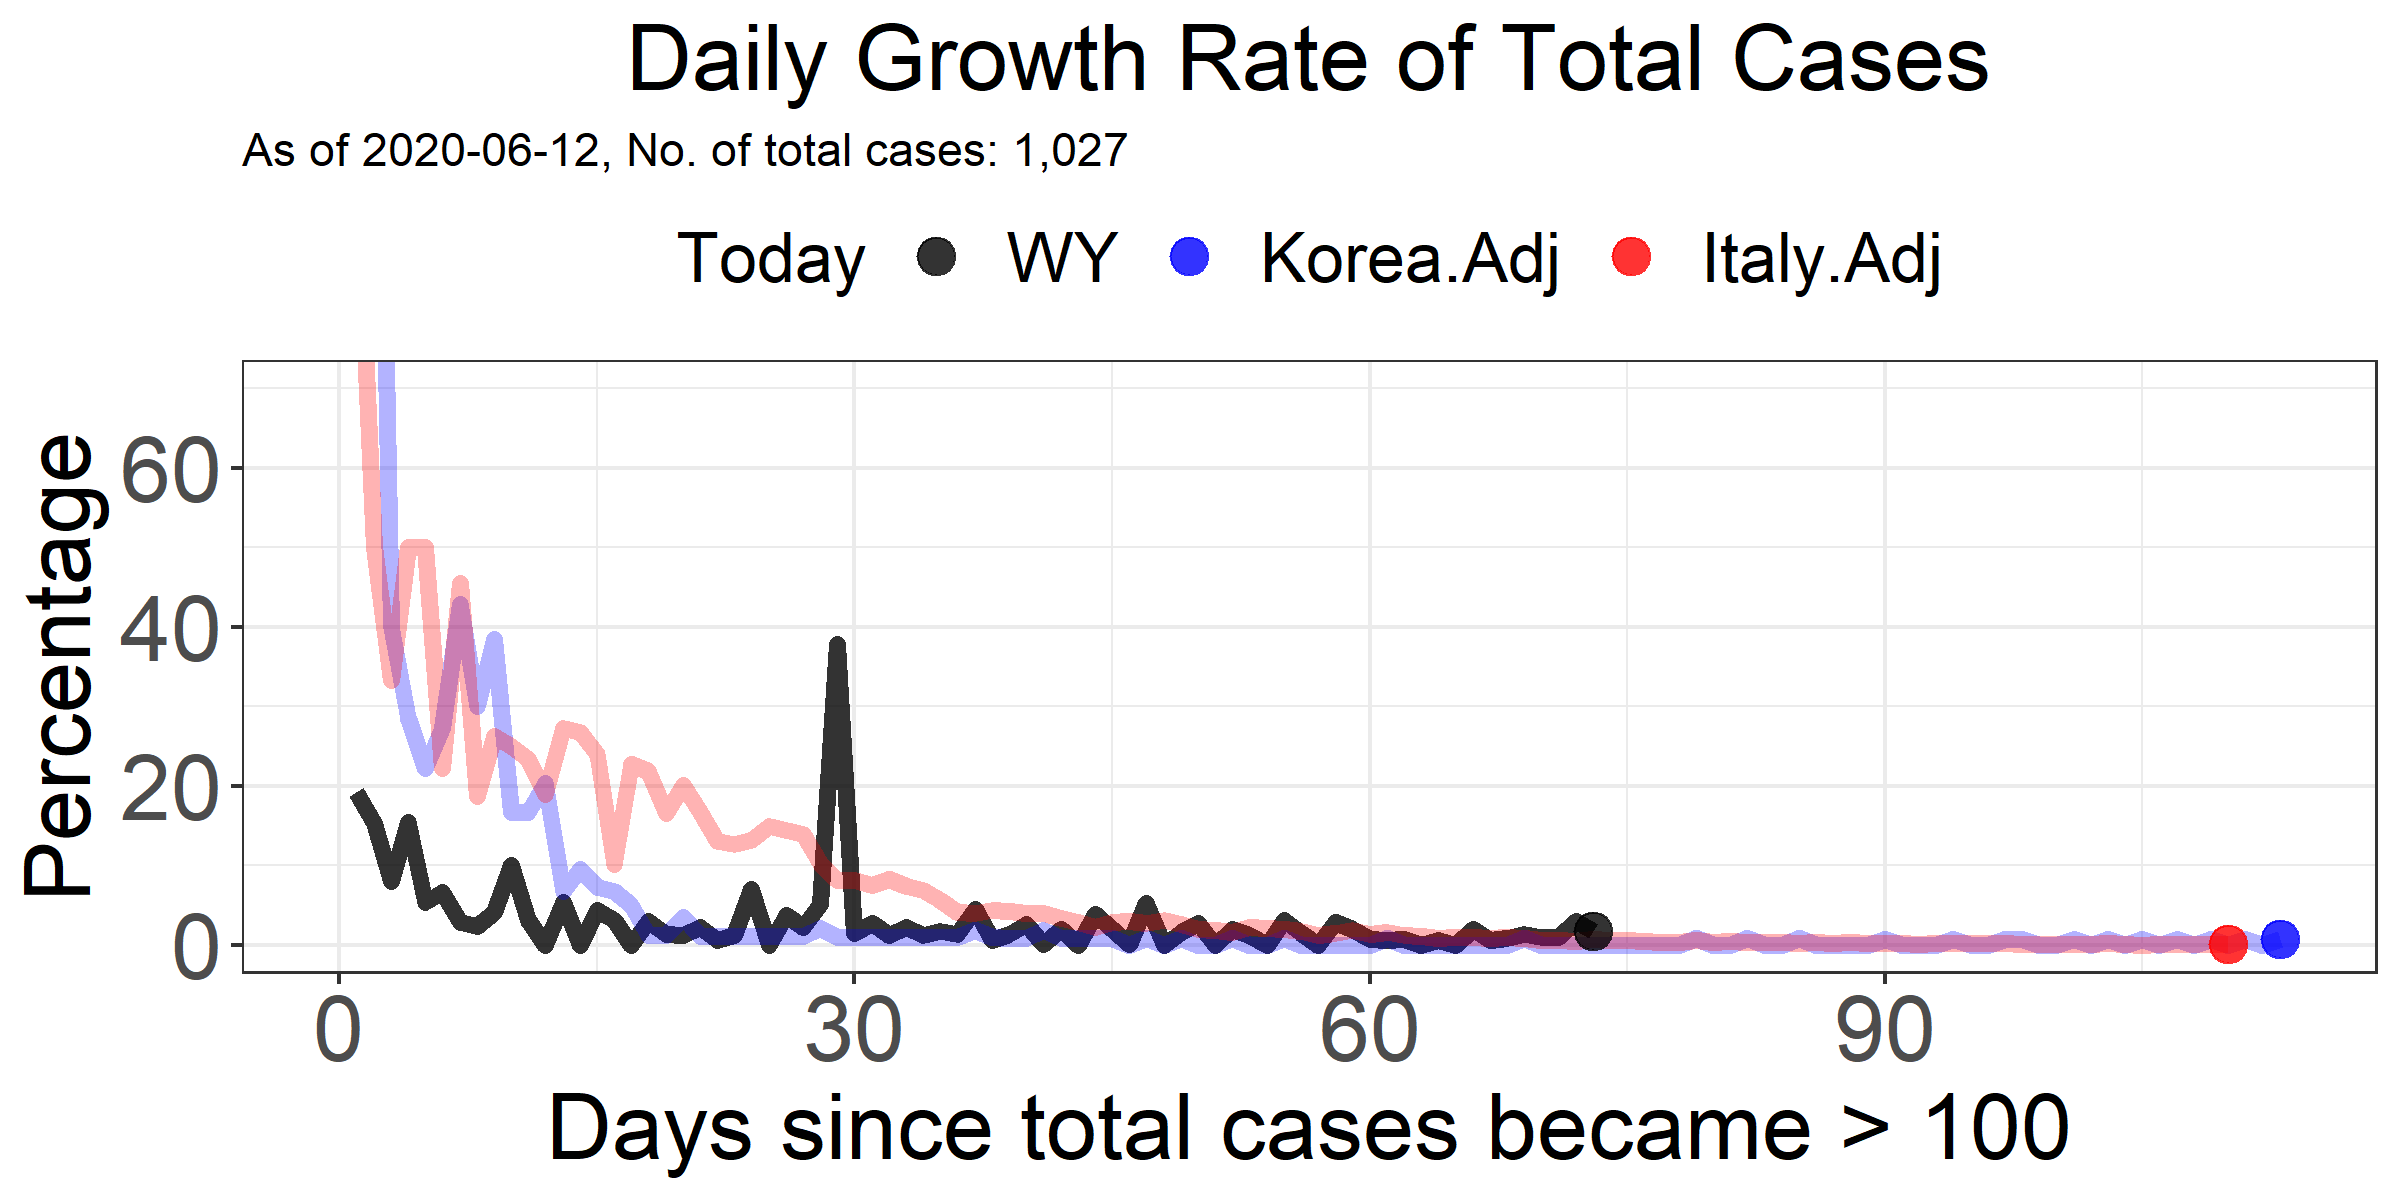 Daily Growth Rate of Total Cases
As of 2020-06-12, No. of total cases: 1,027
Today WY Korea.Adj Italy.Adj
Percentage
60
40
20
0
0 30 60 90
Days since total cases became > 100